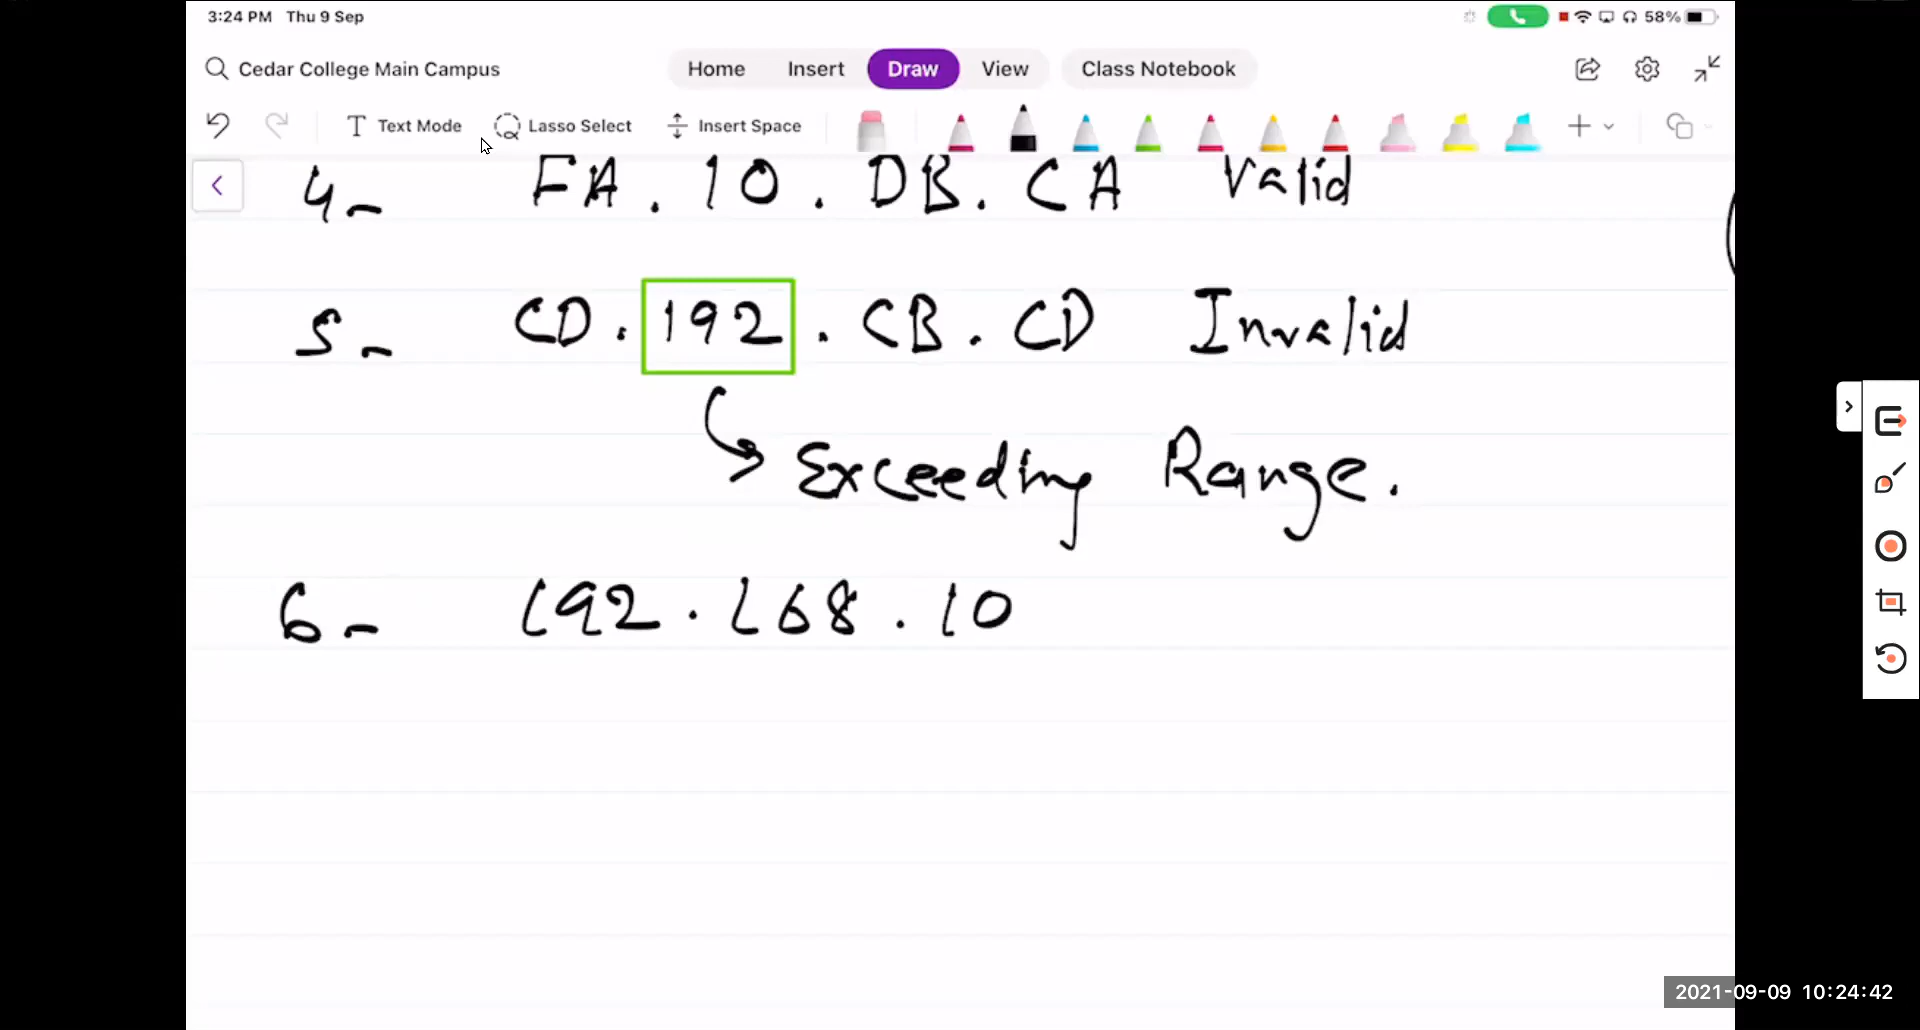 3:24 PM Thu 9 Sep
58%
Cedar College Main Campus
Home Insert Draw View Class Notebook
Text Mode Lasso Select Insert Space
4- FA . 10 . DB . CA Valid
5- CD . 192 . CB . CD Invalid
Exceeding Range.
6- 192 . 168 . 10
2021-09-09 10:24:42